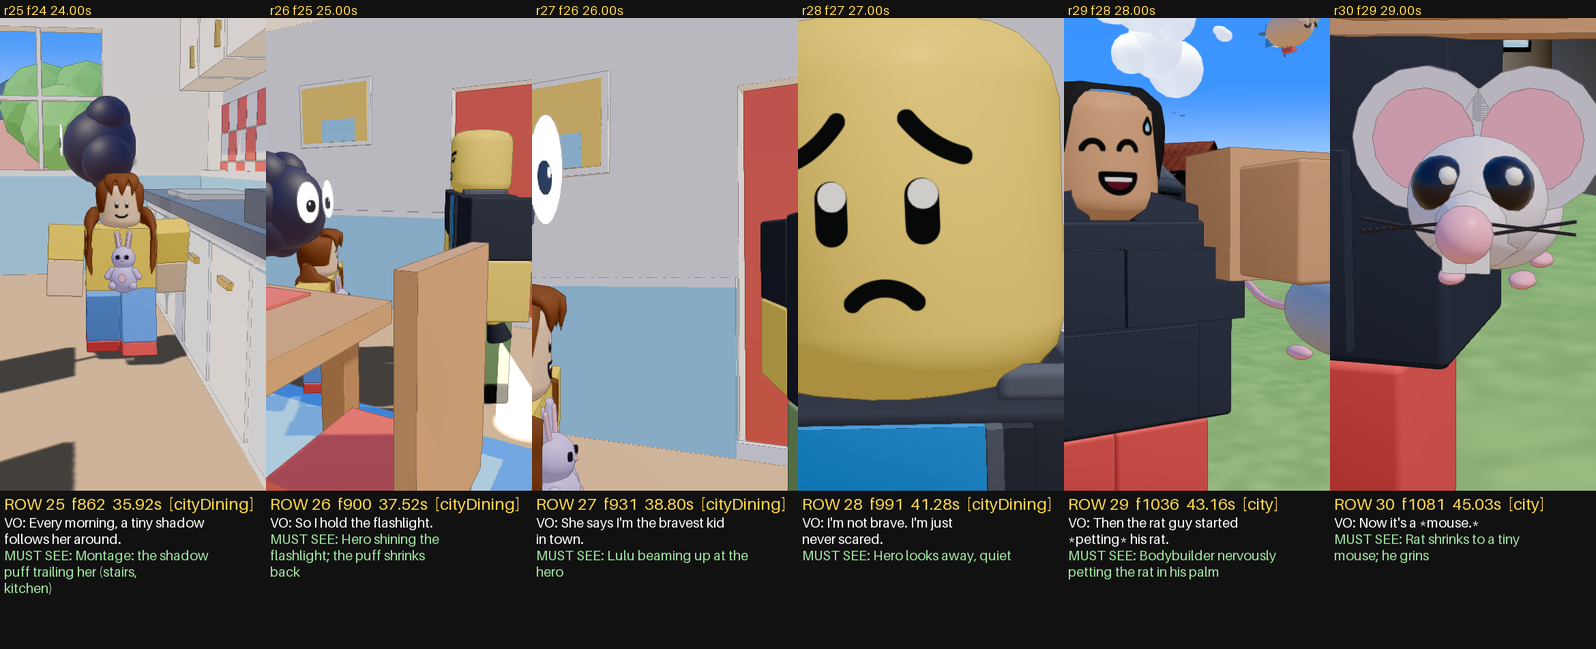 r25 f24 24.00s
r26 f25 25.00s
r27 f26 26.00s
r28 f27 27.00s
r29 f28 28.00s
r30 f29 29.00s
ROW 25 f862 35.92s [cityDining]
VO: Every morning, a tiny shadow
follows her around.
MUST SEE: Montage: the shadow
puff trailing her (stairs,
kitchen)
ROW 26 f900 37.52s [cityDining]
VO: So I hold the flashlight.
MUST SEE: Hero shining the
flashlight; the puff shrinks
back
ROW 27 f931 38.80s [cityDining]
VO: She says I'm the bravest kid
in town.
MUST SEE: Lulu beaming up at the
hero
ROW 28 f991 41.28s [cityDining]
VO: I'm not brave. I'm just
never scared.
MUST SEE: Hero looks away, quiet
ROW 29 f1036 43.16s [city]
VO: Then the rat guy started
*petting* his rat.
MUST SEE: Bodybuilder nervously
petting the rat in his palm
ROW 30 f1081 45.03s [city]
VO: Now it's a *mouse.*
MUST SEE: Rat shrinks to a tiny
mouse; he grins